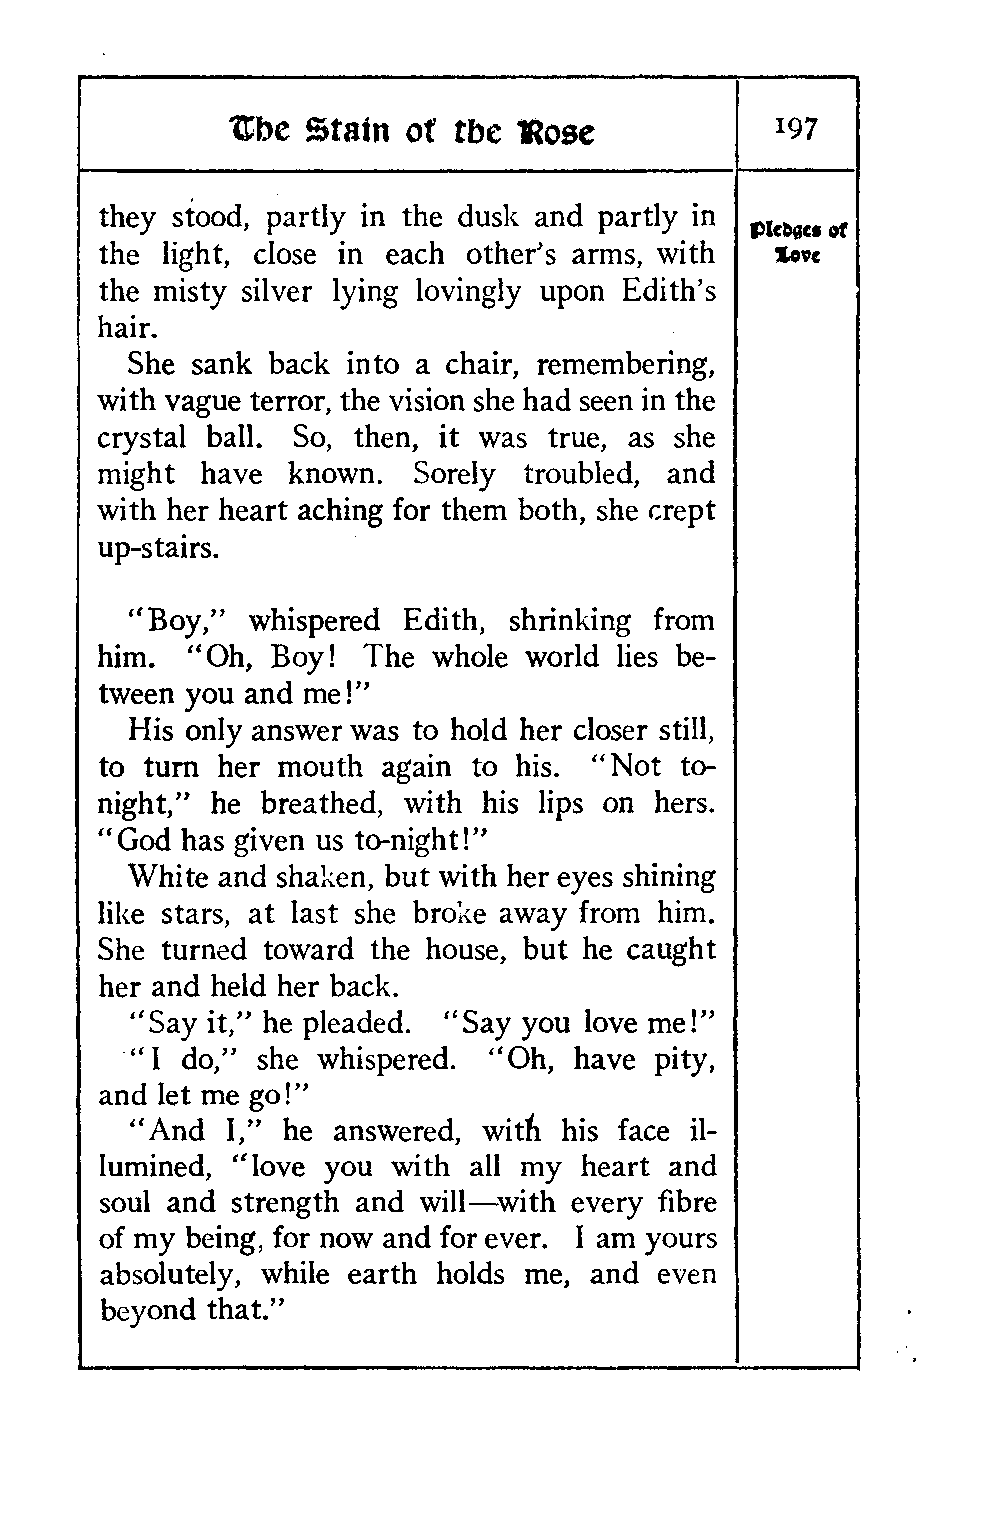 The Stain of the Rose
197
Pledges of
Love
they stood, partly in the dusk and partly in
the light, close in each other's arms, with
the misty silver lying lovingly upon Edith's
hair.
She sank back into a chair, remembering,
with vague terror, the vision she had seen in the
crystal ball. So, then, it was true, as she
might have known. Sorely troubled, and
with her heart aching for them both, she crept
up-stairs.
"Boy," whispered Edith, shrinking from
him. "Oh, Boy! The whole world lies be-
tween you and me!"
His only answer was to hold her closer still,
to turn her mouth again to his. "Not to-
night," he breathed, with his lips on hers.
"God has given us to-night!"
White and shaken, but with her eyes shining
like stars, at last she broke away from him.
She turned toward the house, but he caught
her and held her back.
"Say it," he pleaded. "Say you love me!"
"I do," she whispered. "Oh, have pity,
and let me go!"
"And I," he answered, with his face il-
lumined, "love you with all my heart and
soul and strength and will—with every fibre
of my being, for now and for ever. I am yours
absolutely, while earth holds me, and even
beyond that."